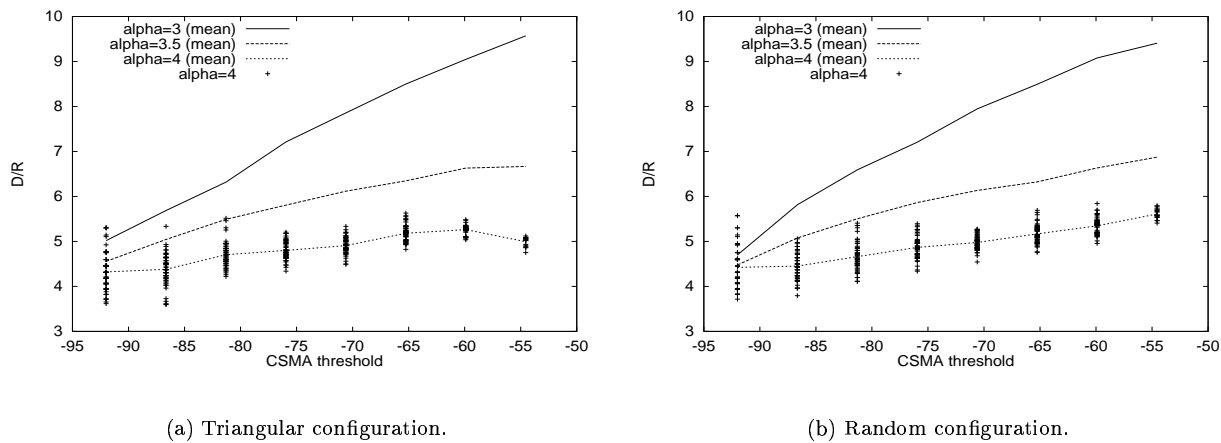 10
9
8
7
6
5
4
3
D/R
alpha=3 (mean)
alpha=3.5 (mean)
alpha=4 (mean)
alpha=4
-95 -90 -85 -80 -75 -70 -65 -60 -55 -50
CSMA threshold
(a) Triangular configuration.
10
9
8
7
6
5
4
3
D/R
alpha=3 (mean)
alpha=3.5 (mean)
alpha=4 (mean)
alpha=4
-95 -90 -85 -80 -75 -70 -65 -60 -55 -50
CSMA threshold
(b) Random configuration.